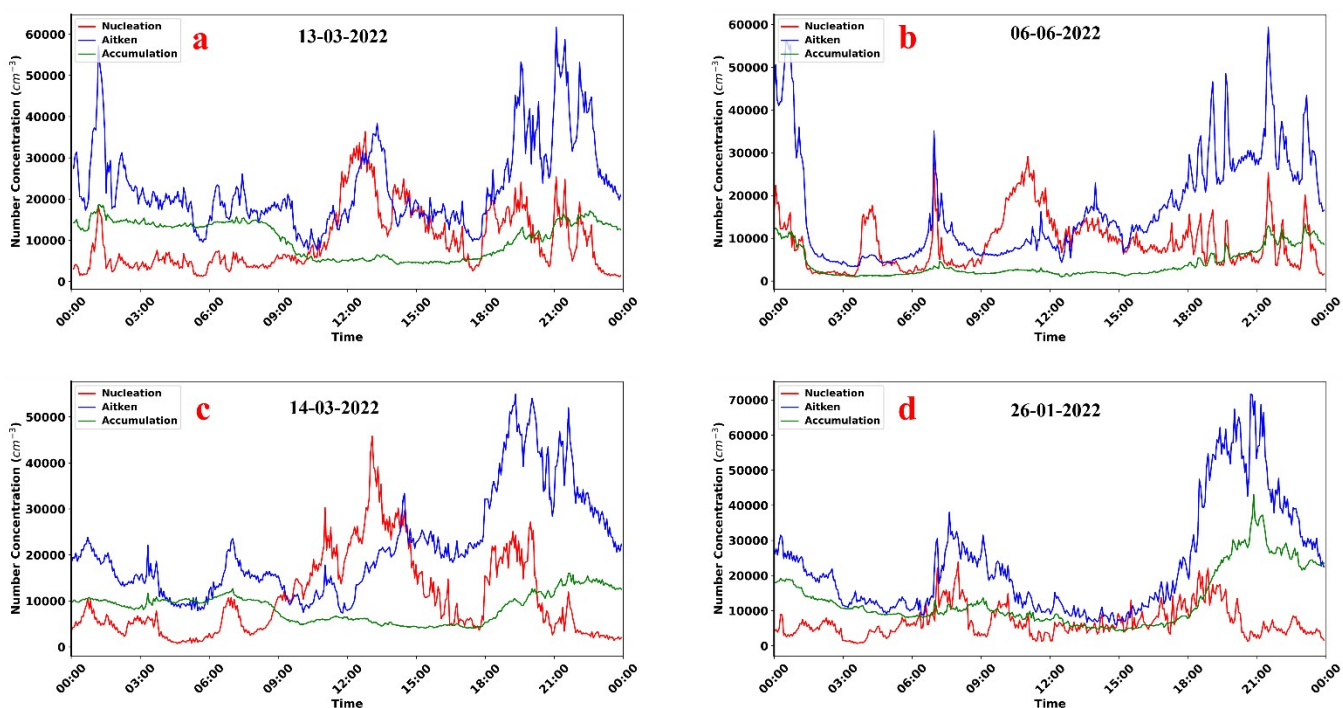 a
13-03-2022
Nucleation
Aitken
Accumulation
Number Concentration (cm⁻³)
60000
50000
40000
30000
20000
10000
0
00:00 03:00 06:00 09:00 12:00 15:00 18:00 21:00 00:00
Time
b
06-06-2022
Nucleation
Aitken
Accumulation
Number Concentration (cm⁻³)
60000
50000
40000
30000
20000
10000
0
00:00 03:00 06:00 09:00 12:00 15:00 18:00 21:00 00:00
Time
c
14-03-2022
Nucleation
Aitken
Accumulation
Number Concentration (cm⁻³)
50000
40000
30000
20000
10000
0
00:00 03:00 06:00 09:00 12:00 15:00 18:00 21:00 00:00
Time
d
26-01-2022
Nucleation
Aitken
Accumulation
Number Concentration (cm⁻³)
70000
60000
50000
40000
30000
20000
10000
0
00:00 03:00 06:00 09:00 12:00 15:00 18:00 21:00 00:00
Time